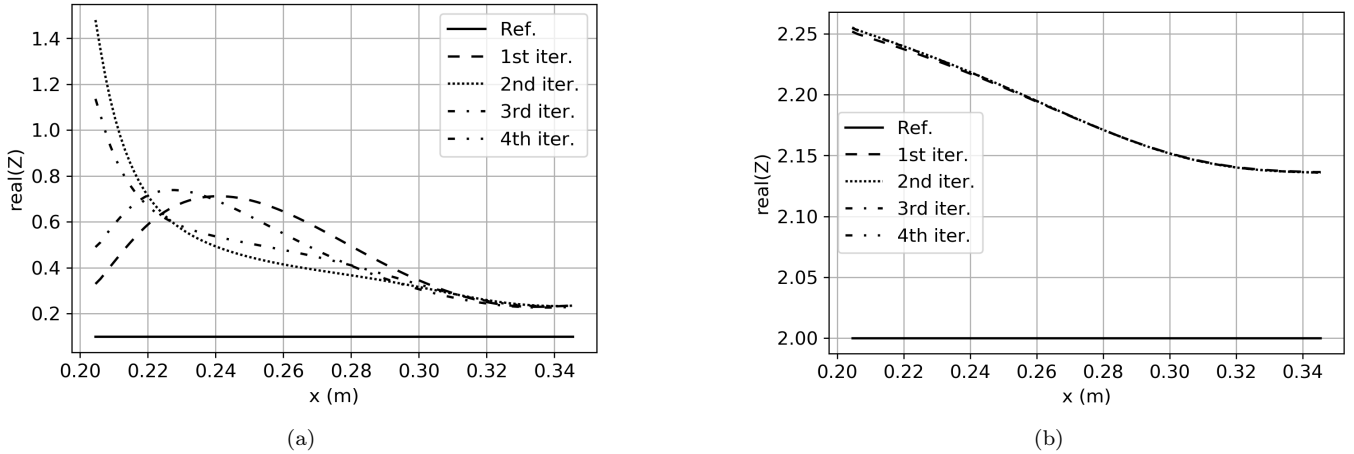 1.4
1.2
1.0
0.8
0.6
0.4
0.2
real(Z)
0.20 0.22 0.24 0.26 0.28 0.30 0.32 0.34
x (m)
Ref.
1st iter.
2nd iter.
3rd iter.
4th iter.
(a)
2.25
2.20
2.15
2.10
2.05
2.00
real(Z)
0.20 0.22 0.24 0.26 0.28 0.30 0.32 0.34
x (m)
Ref.
1st iter.
2nd iter.
3rd iter.
4th iter.
(b)